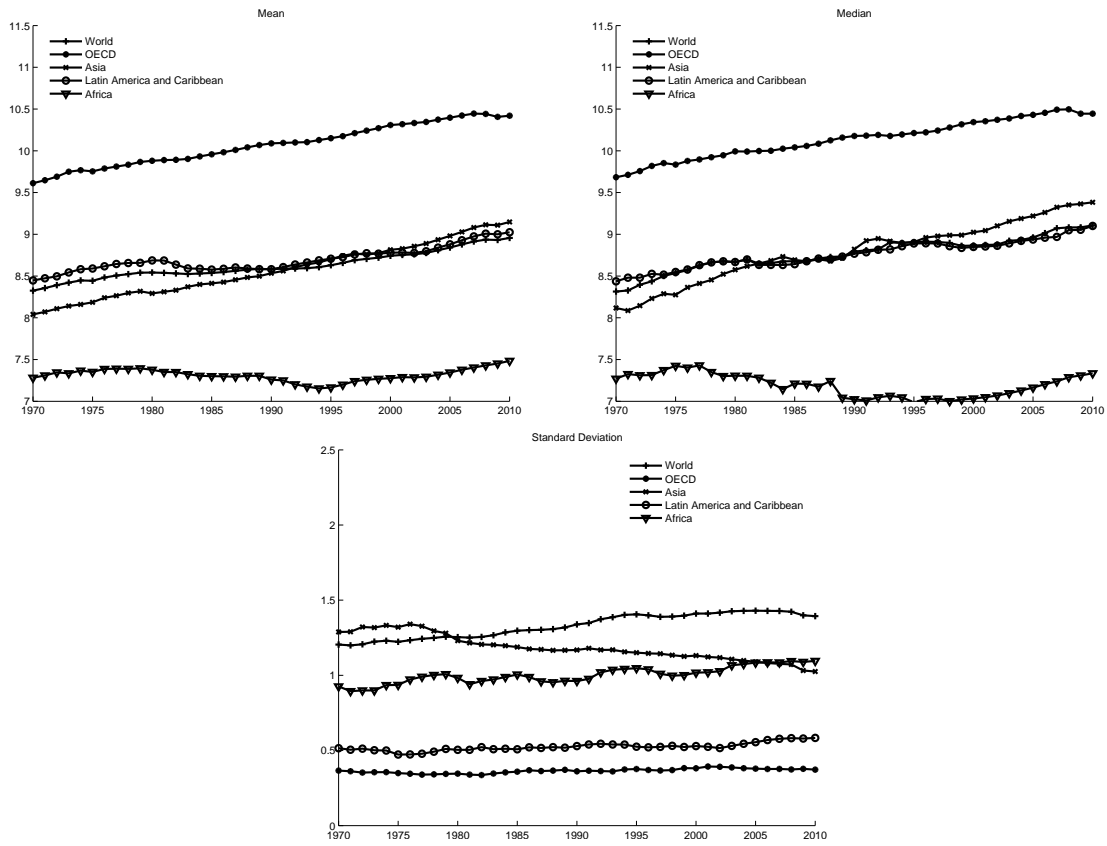 Mean
11.5
World
OECD
Asia
Latin America and Caribbean
Africa
11
10.5
10
9.5
9
8.5
8
7.5
7
1970 1975 1980 1985 1990 1995 2000 2005 2010
Median
11.5
World
OECD
Asia
Latin America and Caribbean
Africa
11
10.5
10
9.5
9
8.5
8
7.5
7
1970 1975 1980 1985 1990 1995 2000 2005 2010
Standard Deviation
2.5
World
OECD
Asia
Latin America and Caribbean
Africa
2
1.5
1
0.5
0
1970 1975 1980 1985 1990 1995 2000 2005 2010